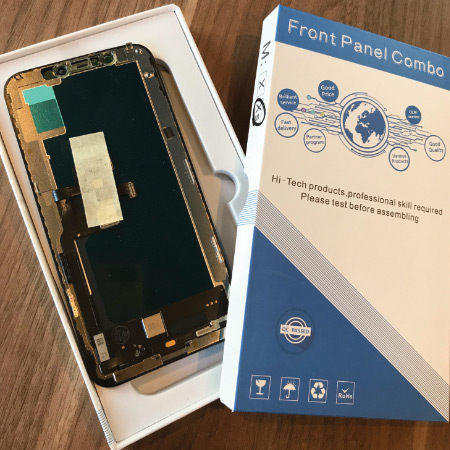 Front Panel Combo
Good
Price
Brilliant
service
Fast
delivery
Partner
program
OEM
service
Various
Products
Good
Quality
Hi-Tech products,professional skill required
Please test before assembling
QC PASSED
RoHS